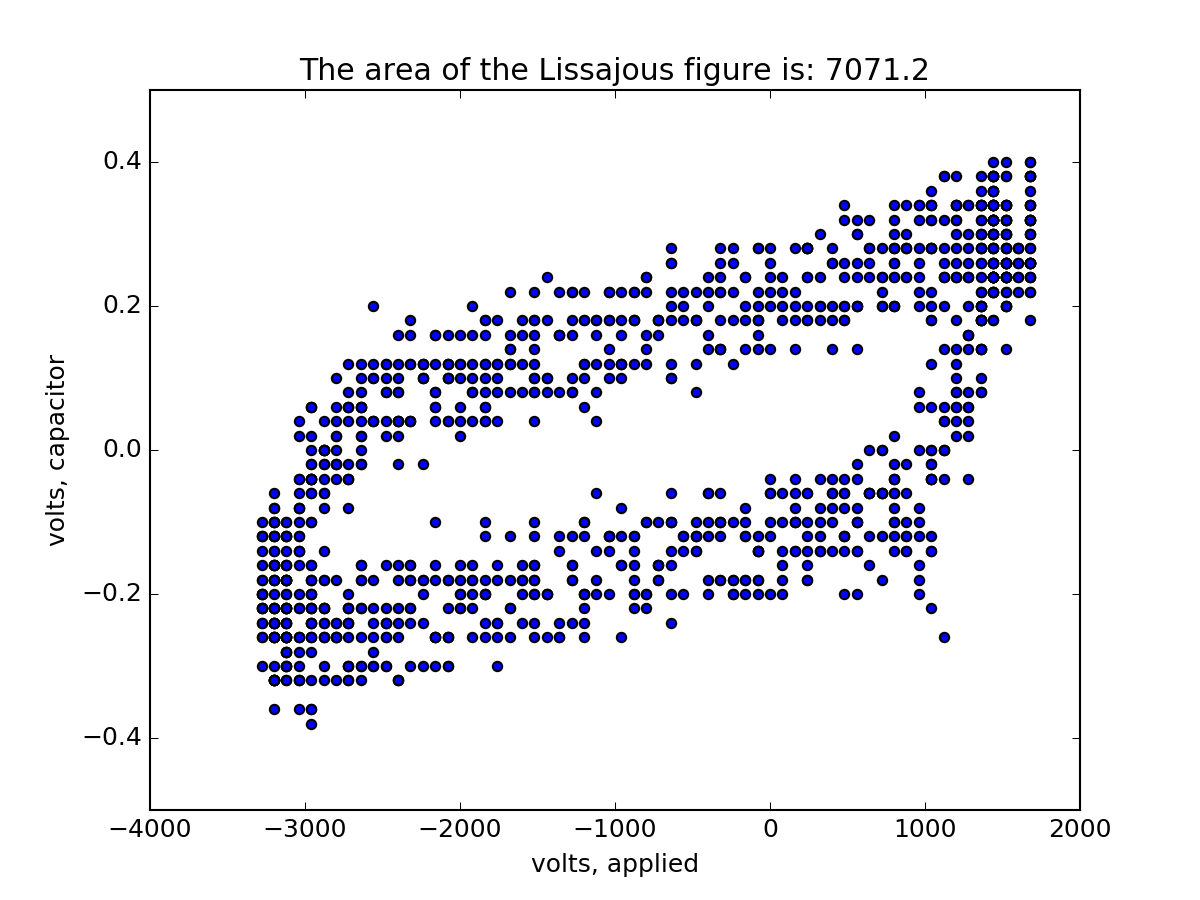 The area of the Lissajous figure is: 7071.2
0.4
0.2
0.0
−0.2
−0.4
volts, capacitor
−4000 −3000 −2000 −1000 0 1000 2000
volts, applied